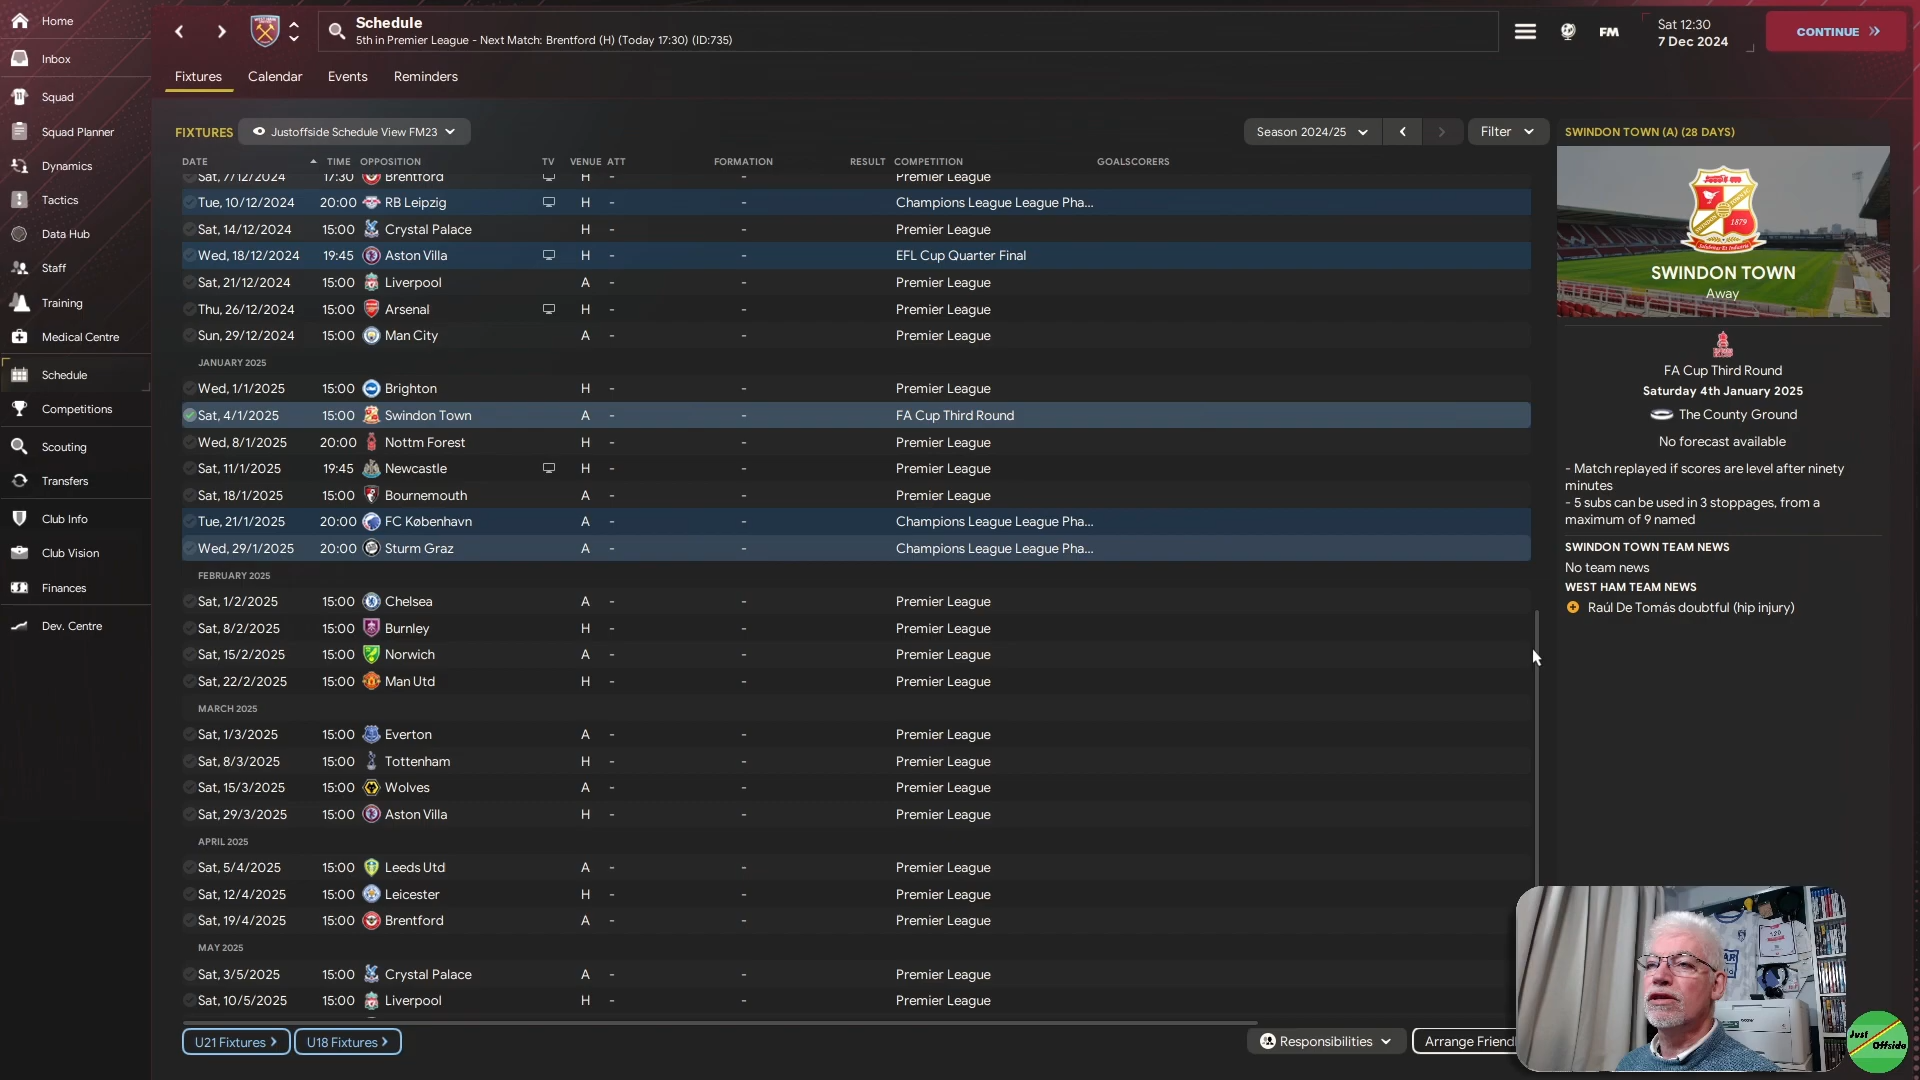 Home
Inbox
Squad
Squad Planner
Dynamics
Tactics
Data Hub
Staff
Training
Medical Centre
Schedule
Competitions
Scouting
Transfers
Club Info
Club Vision
Finances
Dev. Centre
Schedule
5th in Premier League - Next Match: Brentford (H) (Today 17:30) (ID:735)
FM
Sat 12:30
7 Dec 2024
CONTINUE
Fixtures Calendar Events Reminders
FIXTURES Justoffside Schedule View FM23 Season 2024/25 Filter
DATE TIME OPPOSITION TV VENUE ATT FORMATION RESULT COMPETITION GOALSCORERS
Sat, 7/12/2024 17:30 Brentford H - - Premier League
Tue, 10/12/2024 20:00 RB Leipzig H - - Champions League League Pha...
Sat, 14/12/2024 15:00 Crystal Palace H - - Premier League
Wed, 18/12/2024 19:45 Aston Villa H - - EFL Cup Quarter Final
Sat, 21/12/2024 15:00 Liverpool A - - Premier League
Thu, 26/12/2024 15:00 Arsenal H - - Premier League
Sun, 29/12/2024 15:00 Man City A - - Premier League
JANUARY 2025
Wed, 1/1/2025 15:00 Brighton H - - Premier League
Sat, 4/1/2025 15:00 Swindon Town A - - FA Cup Third Round
Wed, 8/1/2025 20:00 Nottm Forest H - - Premier League
Sat, 11/1/2025 19:45 Newcastle H - - Premier League
Sat, 18/1/2025 15:00 Bournemouth A - - Premier League
Tue, 21/1/2025 20:00 FC København A - - Champions League League Pha...
Wed, 29/1/2025 20:00 Sturm Graz A - - Champions League League Pha...
FEBRUARY 2025
Sat, 1/2/2025 15:00 Chelsea A - - Premier League
Sat, 8/2/2025 15:00 Burnley H - - Premier League
Sat, 15/2/2025 15:00 Norwich A - - Premier League
Sat, 22/2/2025 15:00 Man Utd H - - Premier League
MARCH 2025
Sat, 1/3/2025 15:00 Everton A - - Premier League
Sat, 8/3/2025 15:00 Tottenham H - - Premier League
Sat, 15/3/2025 15:00 Wolves A - - Premier League
Sat, 29/3/2025 15:00 Aston Villa H - - Premier League
APRIL 2025
Sat, 5/4/2025 15:00 Leeds Utd A - - Premier League
Sat, 12/4/2025 15:00 Leicester H - - Premier League
Sat, 19/4/2025 15:00 Brentford A - - Premier League
MAY 2025
Sat, 3/5/2025 15:00 Crystal Palace A - - Premier League
Sat, 10/5/2025 15:00 Liverpool H - - Premier League
U21 Fixtures U18 Fixtures Responsibilities Arrange Friend
SWINDON TOWN (A) (28 DAYS)
1879
SWINDON TOWN
Away
FA Cup Third Round
Saturday 4th January 2025
The County Ground
No forecast available
- Match replayed if scores are level after ninety
minutes
- 5 subs can be used in 3 stoppages, from a
maximum of 9 named
SWINDON TOWN TEAM NEWS
No team news
WEST HAM TEAM NEWS
Raúl De Tomás doubtful (hip injury)
Just
Offside